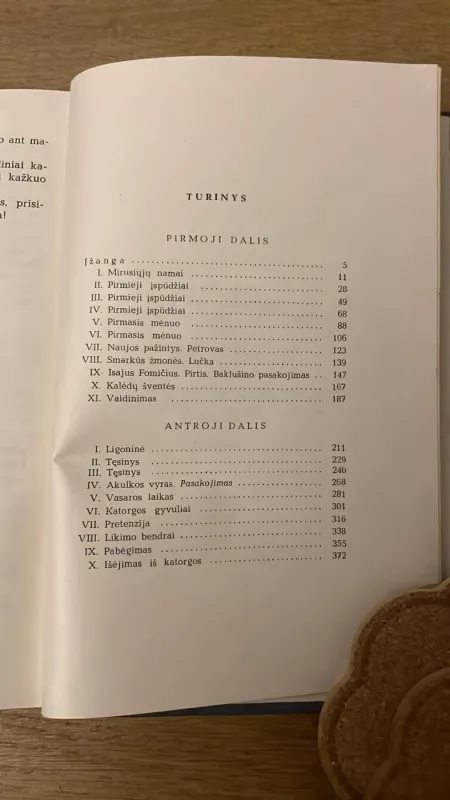 o ant ma-
liniai ka-
i kažkuo
s, prisi-
!
TURINYS
PIRMOJI DALIS
Įžanga 5
I. Mirusiųjų namai 11
II. Pirmieji įspūdžiai 28
III. Pirmieji įspūdžiai 49
IV. Pirmieji įspūdžiai 68
V. Pirmasis mėnuo 88
VI. Pirmasis mėnuo 106
VII. Naujos pažintys. Petrovas 123
VIII. Smarkūs žmonės. Lučka 139
IX. Isajus Fomičius. Pirtis. Baklušino pasakojimas 147
X. Kalėdų šventės 167
XI. Vaidinimas 187
ANTROJI DALIS
I. Ligoninė 211
II. Tęsinys 229
III. Tęsinys 246
IV. Akulkos vyras. Pasakojimas 268
V. Vasaros laikas 281
VI. Katorgos gyvuliai 301
VII. Pretenzija 316
VIII. Likimo bendrai 338
IX. Pabėgimas 355
X. Išėjimas iš katorgos 372